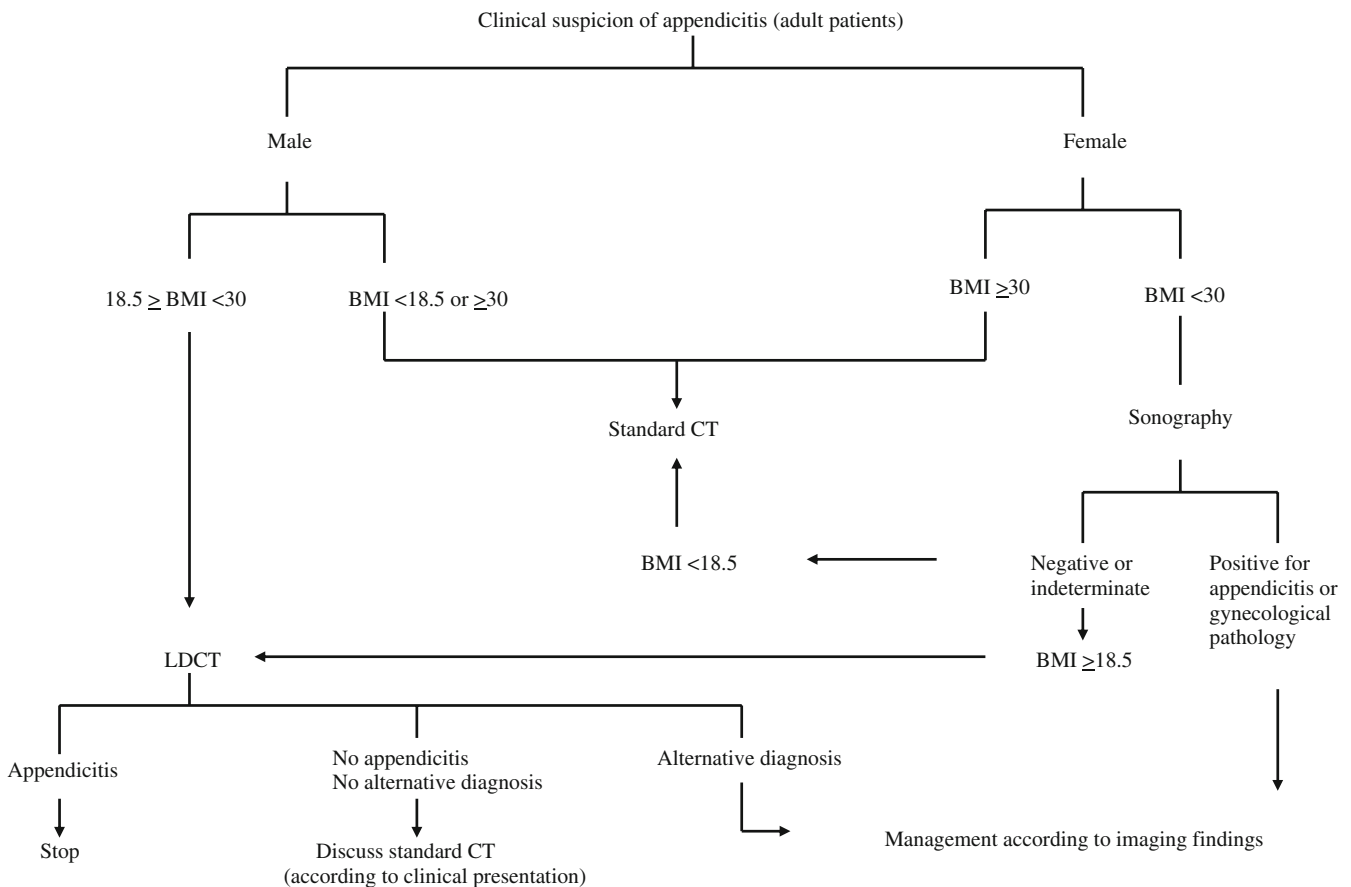 Clinical suspicion of appendicitis (adult patients)
Male
Female
18.5 ≥ BMI <30
BMI <18.5 or ≥30
BMI ≥30
BMI <30
Standard CT
Sonography
BMI <18.5
Negative or
indeterminate
Positive for
appendicitis or
gynecological
pathology
LDCT
BMI ≥18.5
Appendicitis
No appendicitis
No alternative diagnosis
Alternative diagnosis
Stop
Discuss standard CT
(according to clinical presentation)
Management according to imaging findings